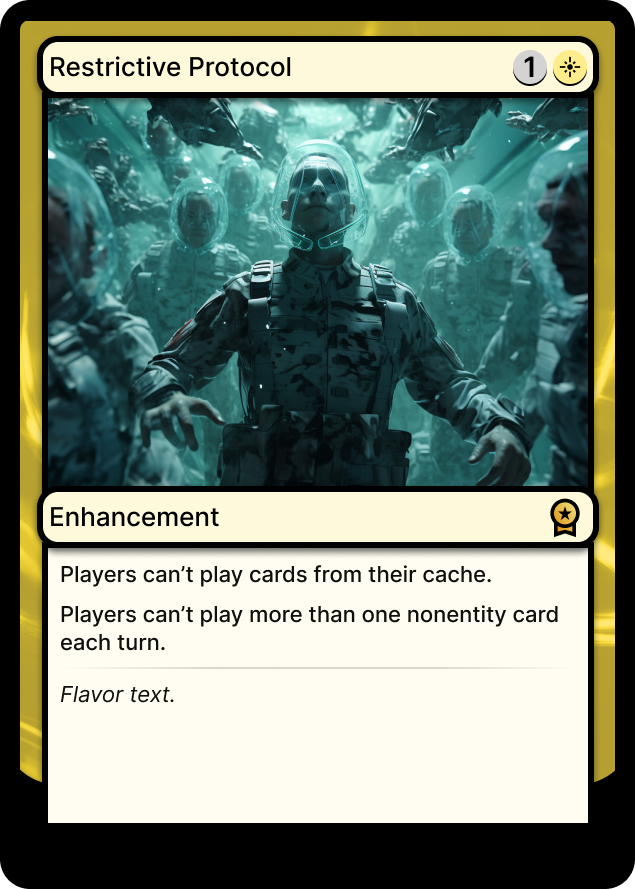 Restrictive Protocol 1
Enhancement
Players can’t play cards from their cache.
Players can’t play more than one nonentity card
each turn.
Flavor text.